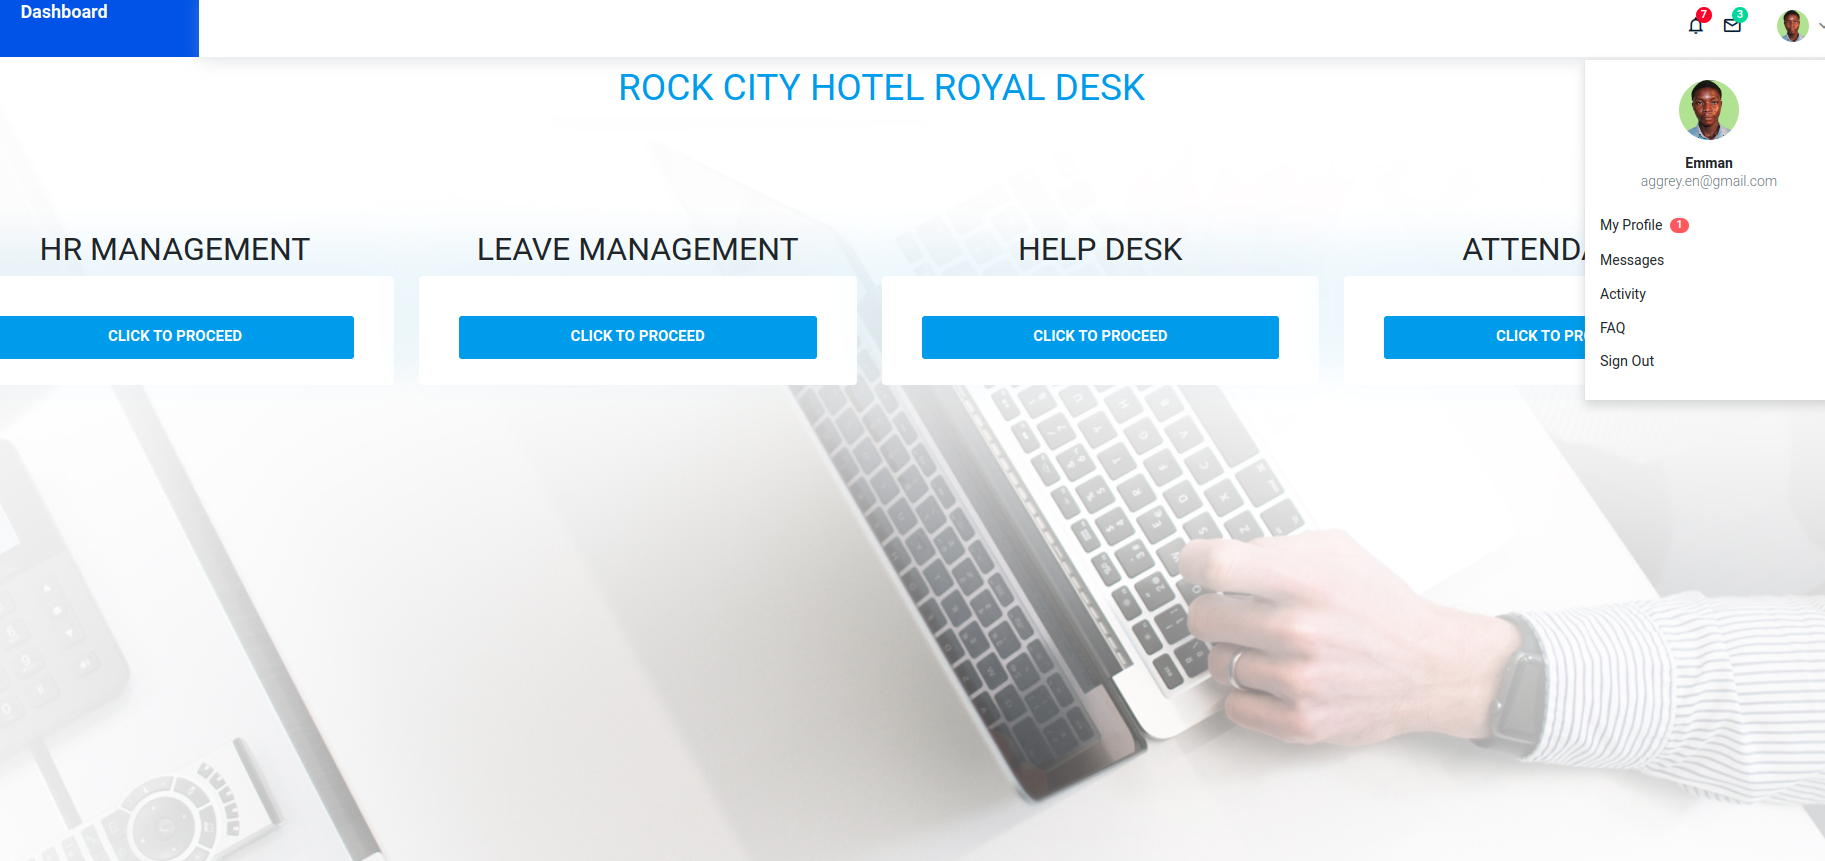 Dashboard
7
3
ROCK CITY HOTEL ROYAL DESK
Emman
aggrey.en@gmail.com
My Profile 1
Messages
Activity
FAQ
Sign Out
HR MANAGEMENT
LEAVE MANAGEMENT
HELP DESK
ATTENDA
CLICK TO PROCEED
CLICK TO PROCEED
CLICK TO PROCEED
CLICK TO PRO